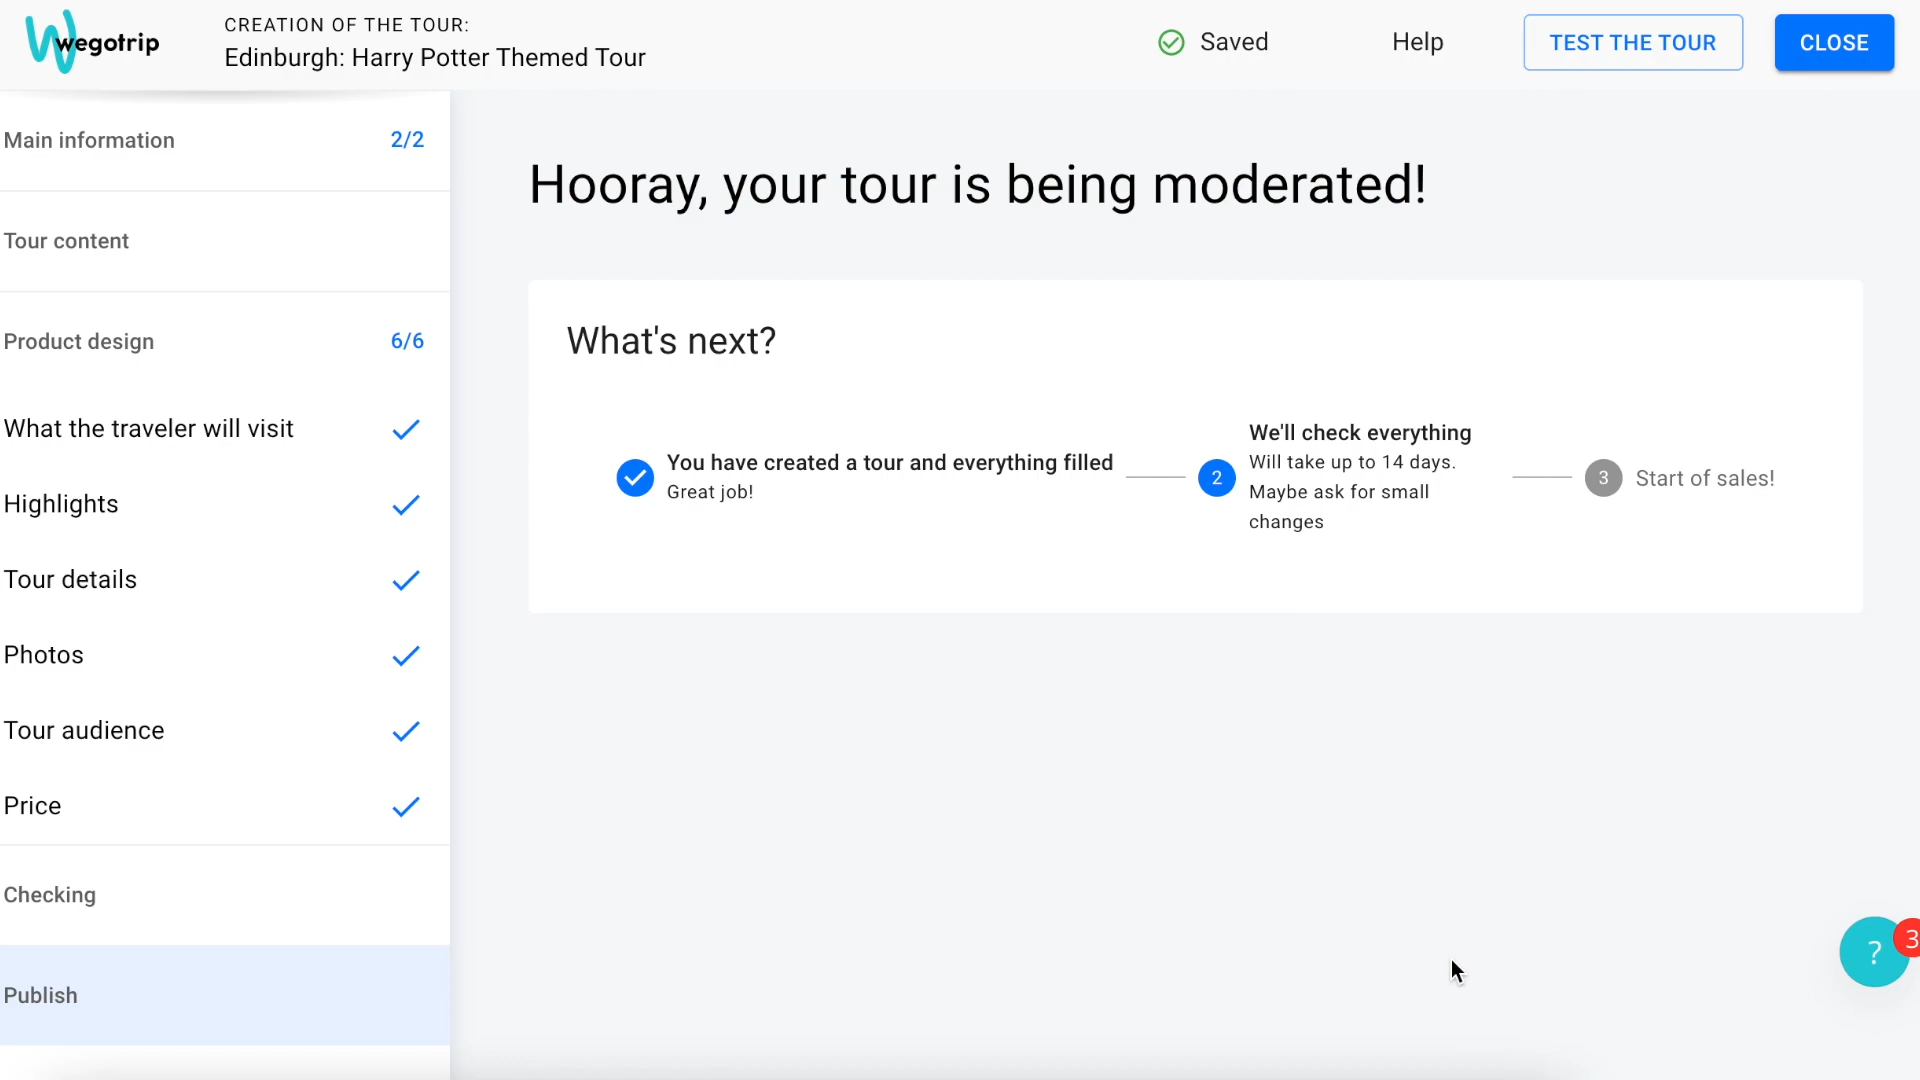 Wegotrip
CREATION OF THE TOUR:
Edinburgh: Harry Potter Themed Tour
Saved
Help
TEST THE TOUR
CLOSE
Main information 2/2
Tour content
Product design 6/6
What the traveler will visit
Highlights
Tour details
Photos
Tour audience
Price
Checking
Publish
Hooray, your tour is being moderated!
What's next?
You have created a tour and everything filled
Great job!
2
We'll check everything
Will take up to 14 days.
Maybe ask for small
changes
3
Start of sales!
?
3